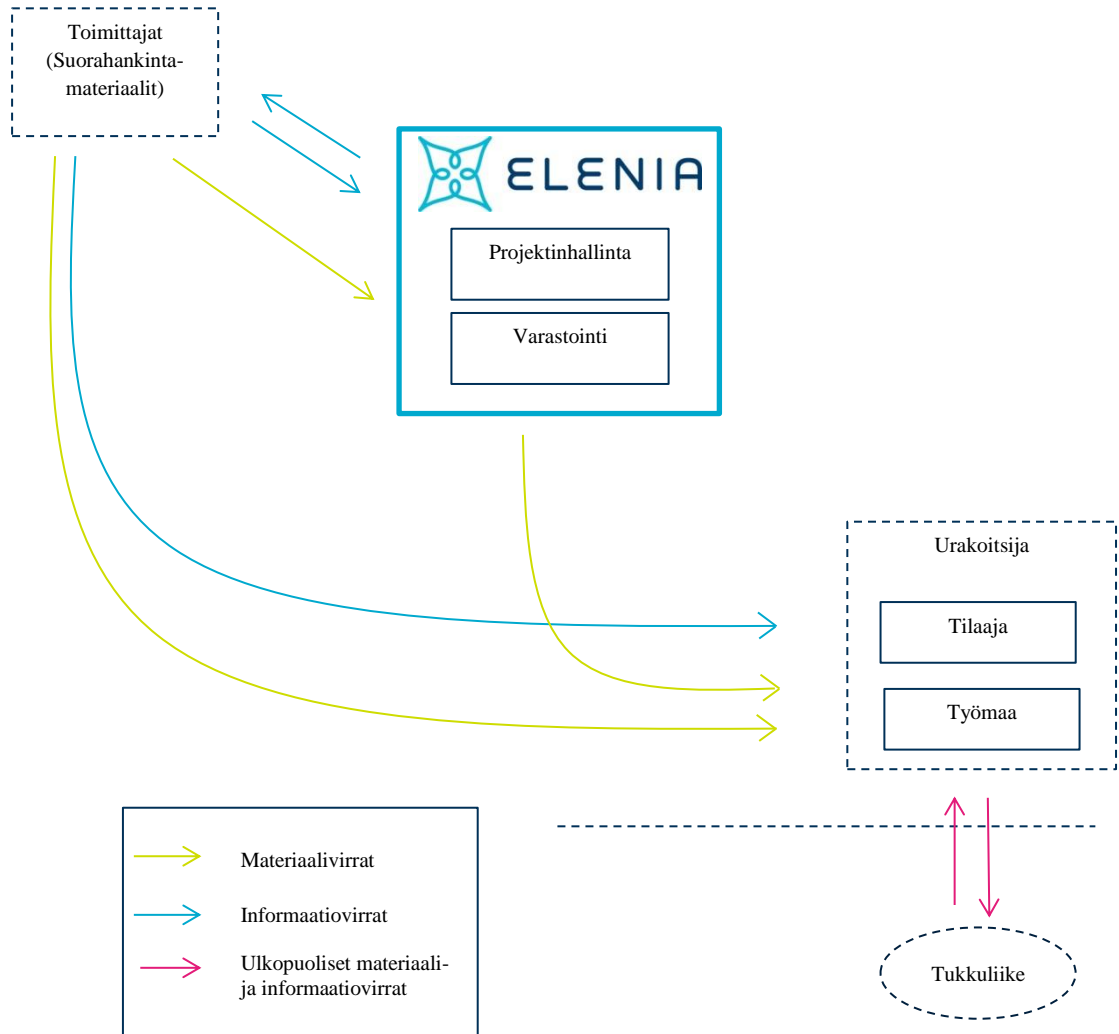 Toimittajat
(Suorahankinta-
materiaalit)
ELENIA
Projektinhallinta
Varastointi
Urakoitsija
Tilaaja
Työmaa
Materiaalivirrat
Informaatiovirrat
Ulkopuoliset materiaali-
ja informaatiovirrat
Tukkuliike